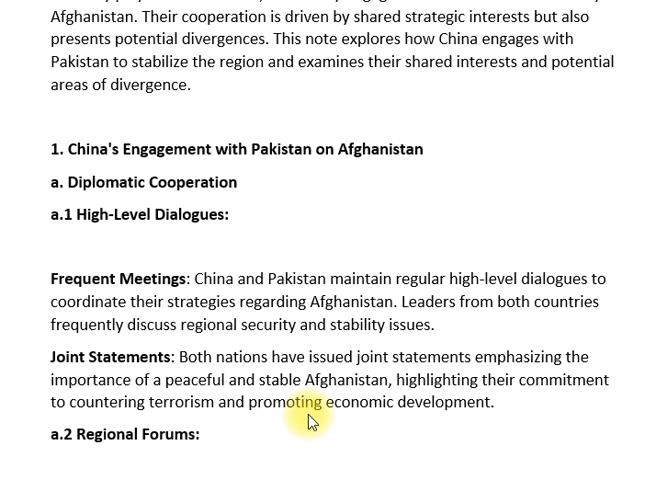 Afghanistan. Their cooperation is driven by shared strategic interests but also
presents potential divergences. This note explores how China engages with
Pakistan to stabilize the region and examines their shared interests and potential
areas of divergence.
1. China's Engagement with Pakistan on Afghanistan
a. Diplomatic Cooperation
a.1 High-Level Dialogues:
Frequent Meetings: China and Pakistan maintain regular high-level dialogues to
coordinate their strategies regarding Afghanistan. Leaders from both countries
frequently discuss regional security and stability issues.
Joint Statements: Both nations have issued joint statements emphasizing the
importance of a peaceful and stable Afghanistan, highlighting their commitment
to countering terrorism and promoting economic development.
a.2 Regional Forums: